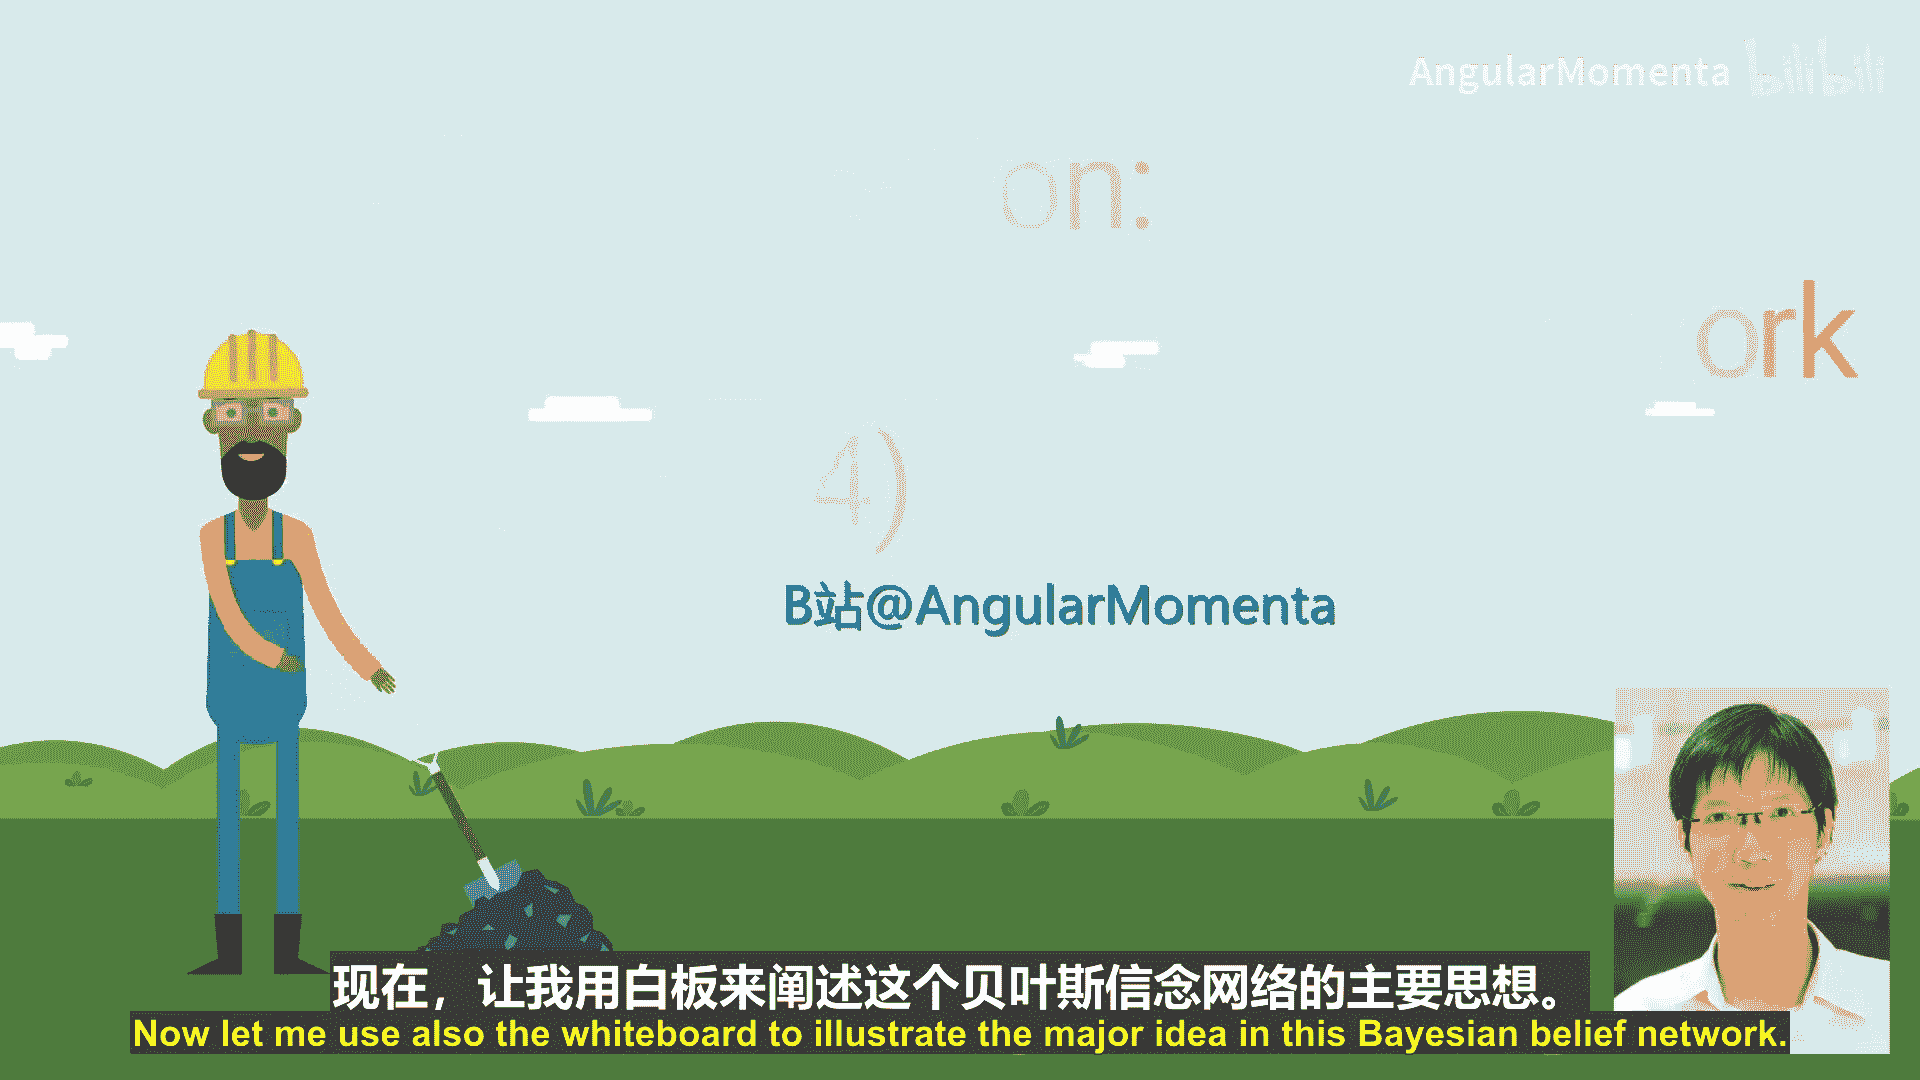 AngularMomenta bilibili
on:
ork
4)
B站@AngularMomenta
现在，让我用白板来阐述这个贝叶斯信念网络的主要思想。
Now let me use also the whiteboard to illustrate the major idea in this Bayesian belief network.